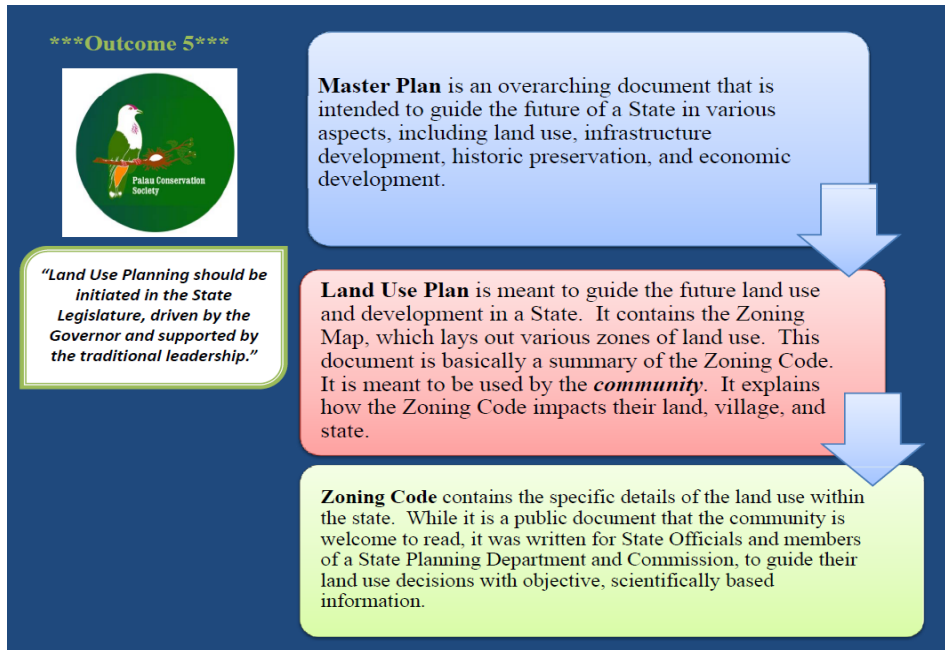 ***Outcome 5***
Palau Conservation
Society
“Land Use Planning should be
initiated in the State
Legislature, driven by the
Governor and supported by
the traditional leadership.”
Master Plan is an overarching document that is
intended to guide the future of a State in various
aspects, including land use, infrastructure
development, historic preservation, and economic
development.
Land Use Plan is meant to guide the future land use
and development in a State.  It contains the Zoning
Map, which lays out various zones of land use.  This
document is basically a summary of the Zoning Code.
It is meant to be used by the community.  It explains
how the Zoning Code impacts their land, village, and
state.
Zoning Code contains the specific details of the land use within
the state.  While it is a public document that the community is
welcome to read, it was written for State Officials and members
of a State Planning Department and Commission, to guide their
land use decisions with objective, scientifically based
information.